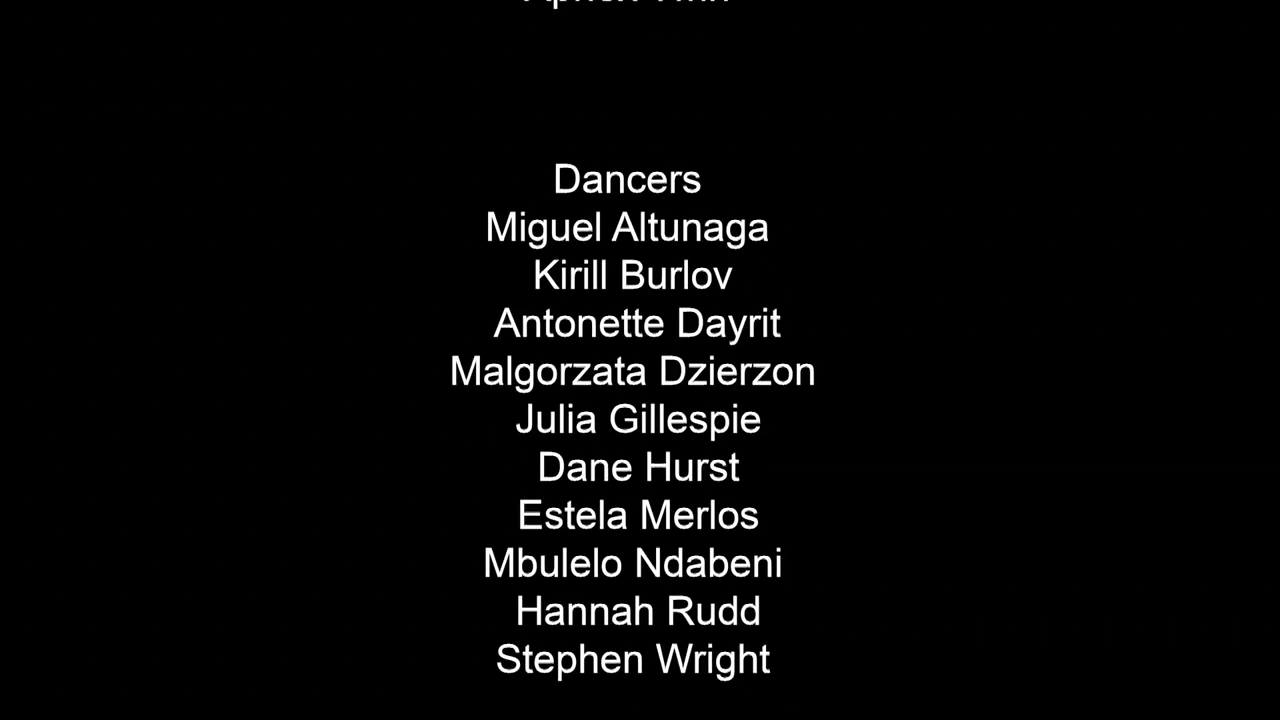 Dancers
Miguel Altunaga
Kirill Burlov
Antonette Dayrit
Malgorzata Dzierzon
Julia Gillespie
Dane Hurst
Estela Merlos
Mbulelo Ndabeni
Hannah Rudd
Stephen Wright